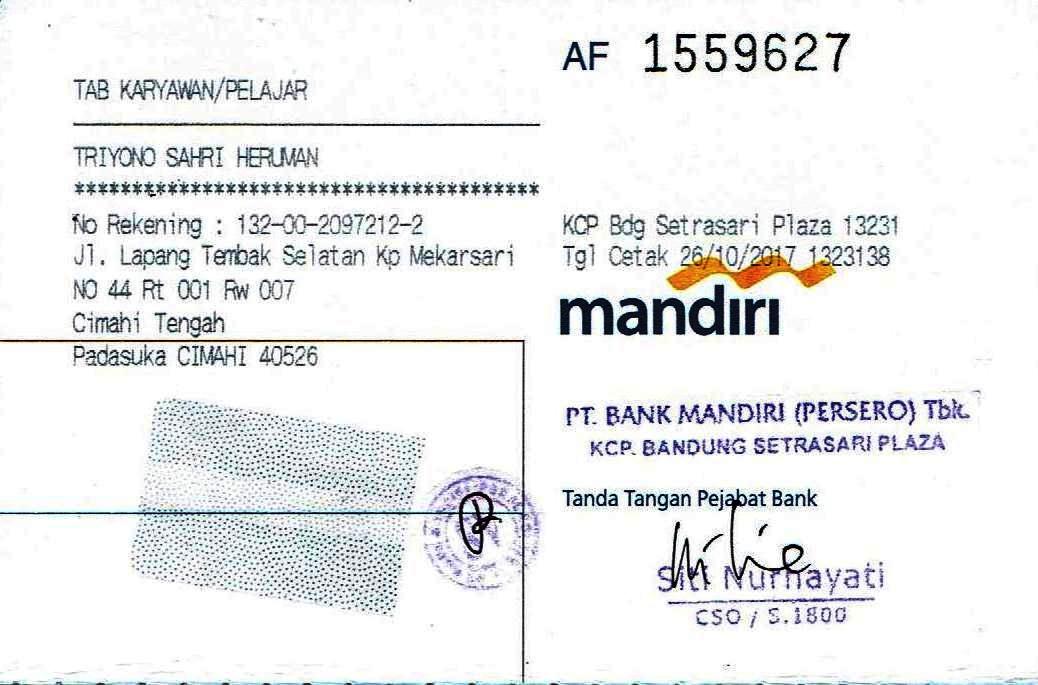 AF 1559627
TAB KARYAWAN/PELAJAR
TRIYONO SAHRI HERUMAN
****************************************
No Rekening : 132-00-2097212-2
Jl. Lapang Tembak Selatan Kp Mekarsari
NO 44 Rt 001 Rw 007
Cimahi Tengah
Padasuka CIMAHI 40526
KCP Bdg Setrasari Plaza 13231
Tgl Cetak 26/10/2017 1323138
mandiri
PT. BANK MANDIRI (PERSERO) Tbk.
KCP. BANDUNG SETRASARI PLAZA
Tanda Tangan Pejabat Bank
Siti Nurhayati
CSO / S.1800